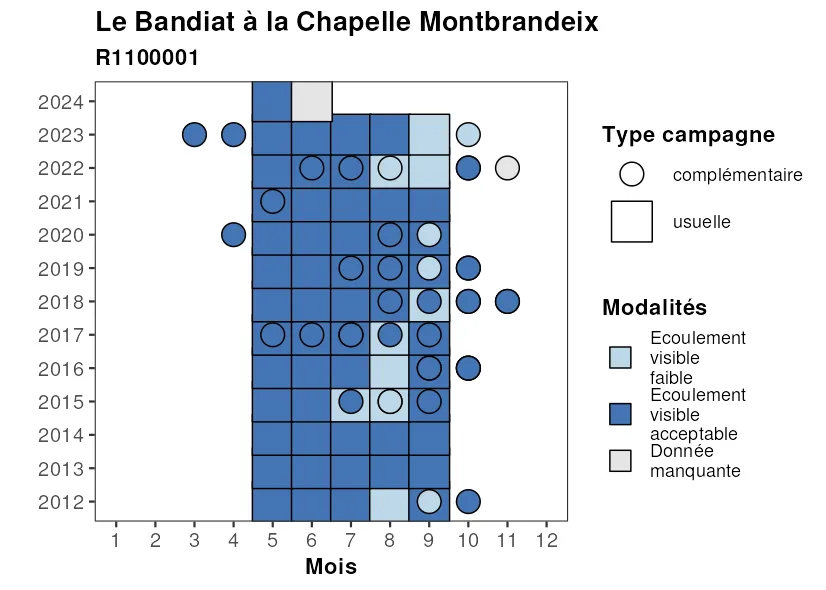 Le Bandiat à la Chapelle Montbrandeix
R1100001
2024
2023
2022
2021
2020
2019
2018
2017
2016
2015
2014
2013
2012
1 2 3 4 5 6 7 8 9 10 11 12
Mois
Type campagne
complémentaire
usuelle
Modalités
Ecoulement
visible
faible
Ecoulement
visible
acceptable
Donnée
manquante